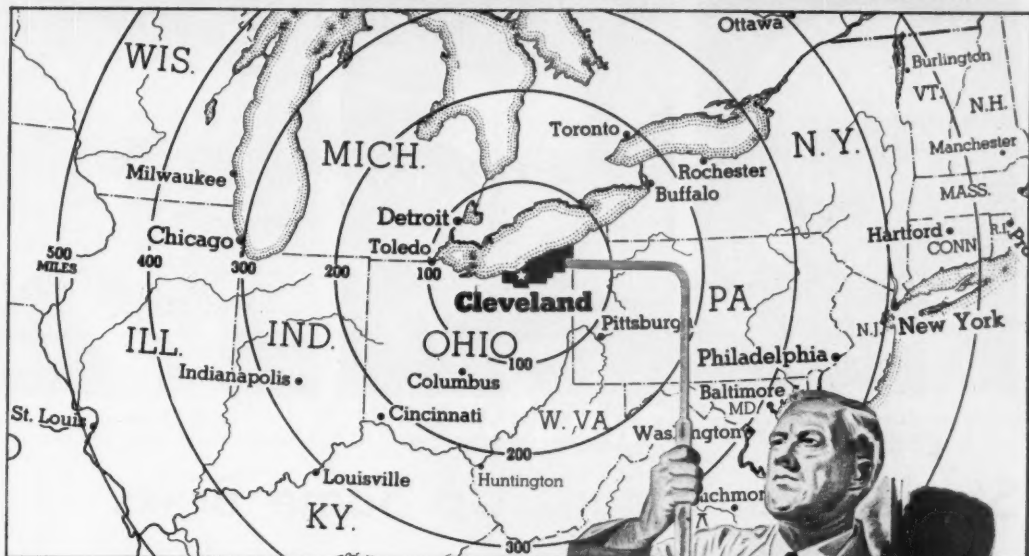 Ottawa
WIS.
Burlington
VT.
N.H.
Toronto
MICH.
N.Y.
Rochester
Manchester
Milwaukee
Buffalo
MASS.
Detroit
Chicago
Toledo
Hartford
CONN
R.I.
500
MILES
400
300
200
100
Cleveland
PA.
N.J.
New York
ILL.
IND.
OHIO
Pittsburg
100
Philadelphia
Indianapolis
Columbus
Baltimore
MD.
St. Louis
Cincinnati
W. VA
Washington
200
Louisville
Huntington
KY.
300